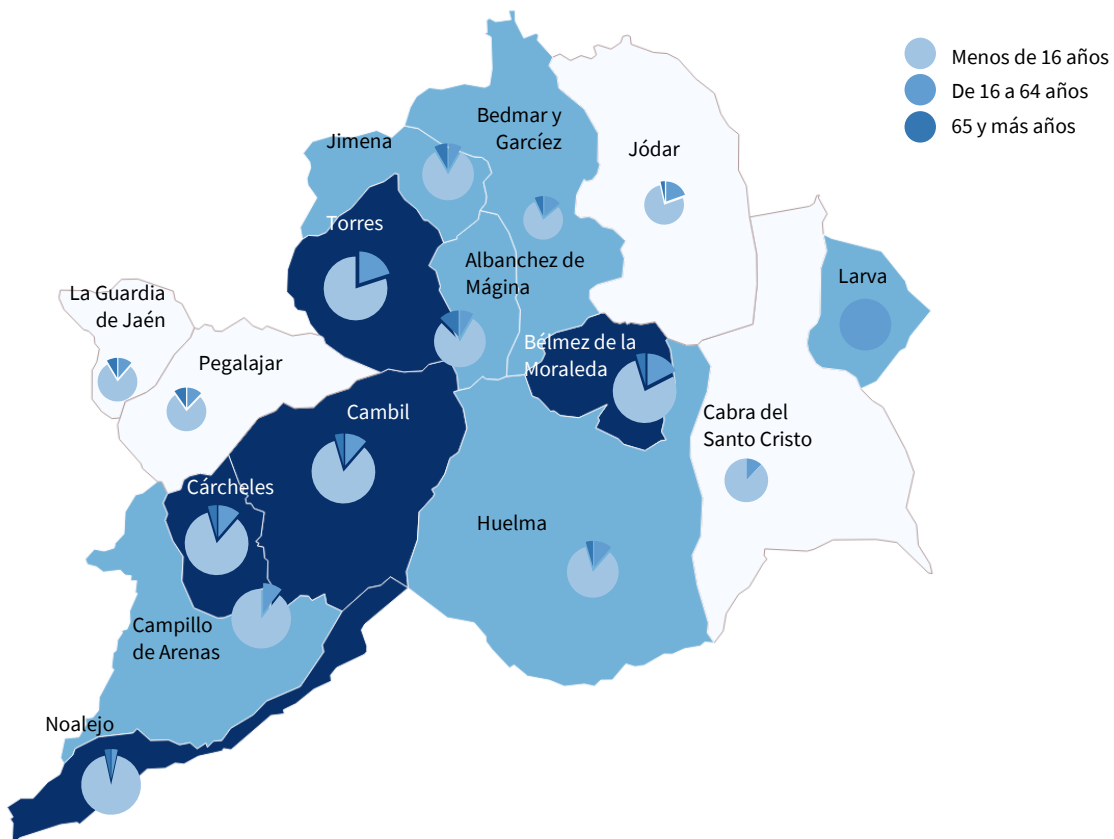 Menos de 16 años
De 16 a 64 años
65 y más años
Bedmar y
Garcíez
Jimena
Jódar
Torres
Albanchez de
Mágina
Larva
La Guardia
de Jaén
Bélmez de la
Moraleda
Pegalajar
Cambil
Cabra del
Santo Cristo
Cárcheles
Huelma
Campillo
de Arenas
Noalejo